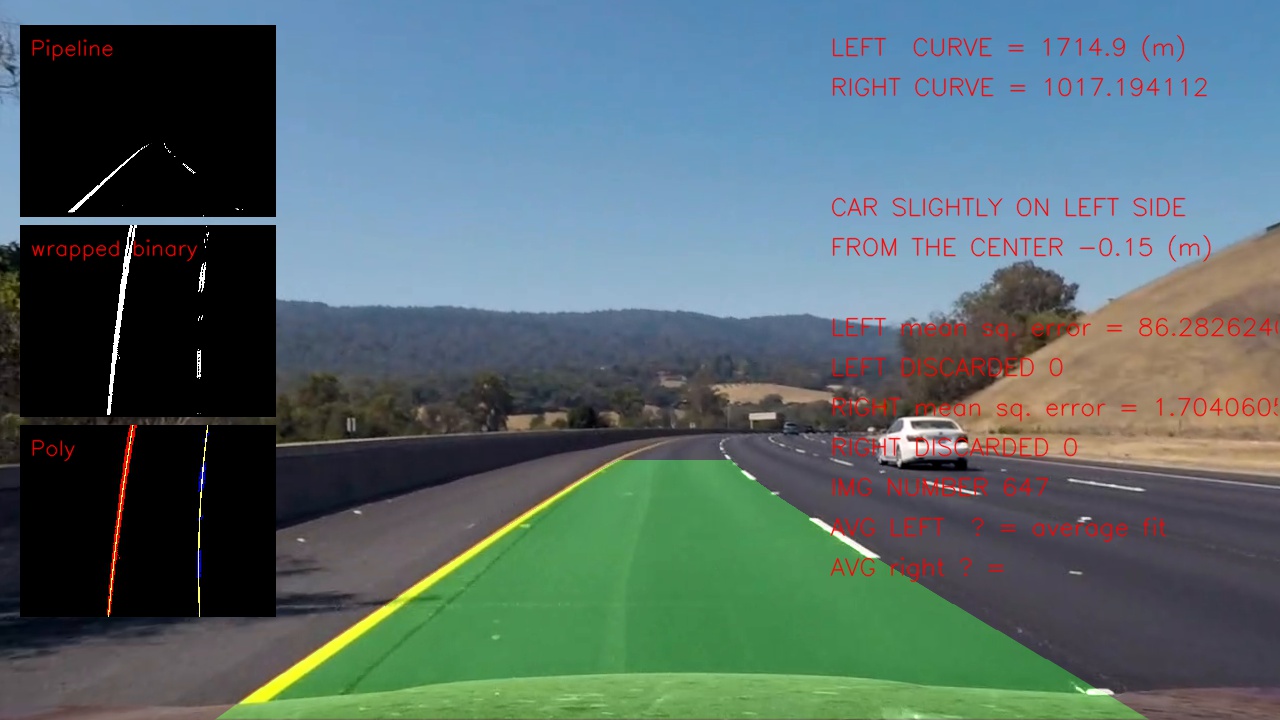 Pipeline
wrapped binary
Poly
LEFT CURVE = 1714.9 (m)
RIGHT CURVE = 1017.194112
CAR SLIGHTLY ON LEFT SIDE
FROM THE CENTER -0.15 (m)
LEFT mean sq. error = 86.282624
LEFT DISCARDED 0
RIGHT mean sq. error = 1.704060
RIGHT DISCARDED 0
IMG NUMBER 647
AVG LEFT ? = average fit
AVG right ? =